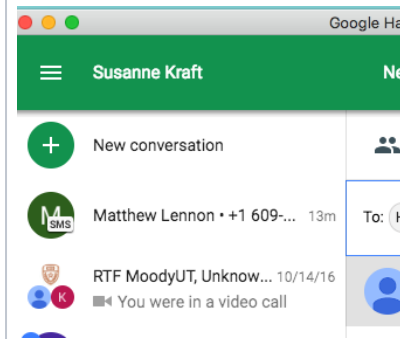 Google Ha
Susanne Kraft
Ne
+ New conversation
M SMS Matthew Lennon • +1 609-... 13m
To: H
RTF MoodyUT, Unknow... 10/14/16
K You were in a video call